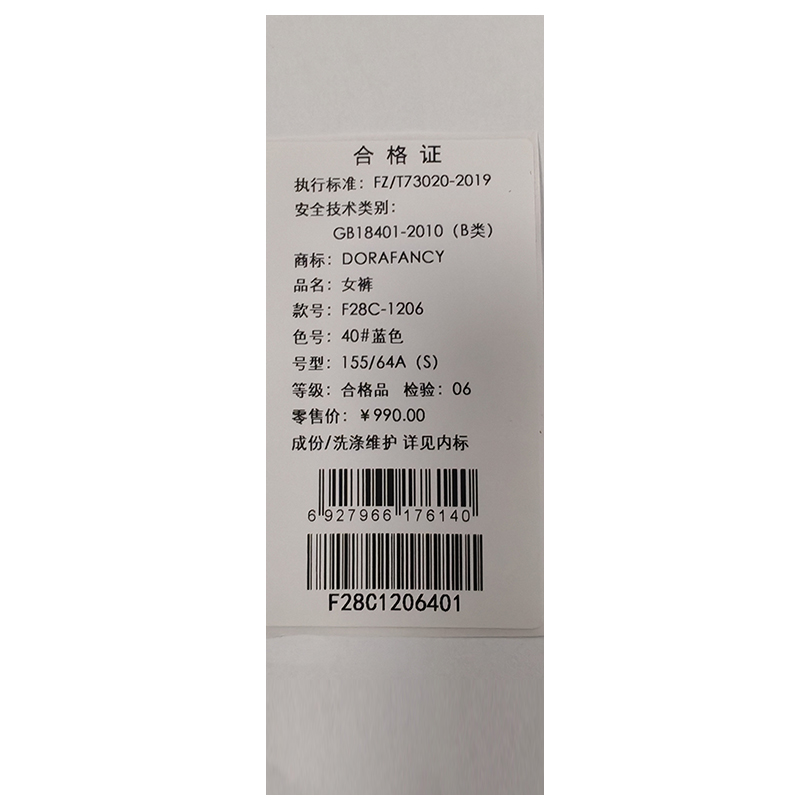 合格证
执行标准：FZ/T73020-2019
安全技术类别：
GB18401-2010（B类）
商标：DORAFANCY
品名：女裤
款号：F28C-1206
色号：40#蓝色
号型：155/64A（S）
等级：合格品 检验：06
零售价：￥990.00
成份/洗涤维护 详见内标
6 927966 176140
F28C1206401